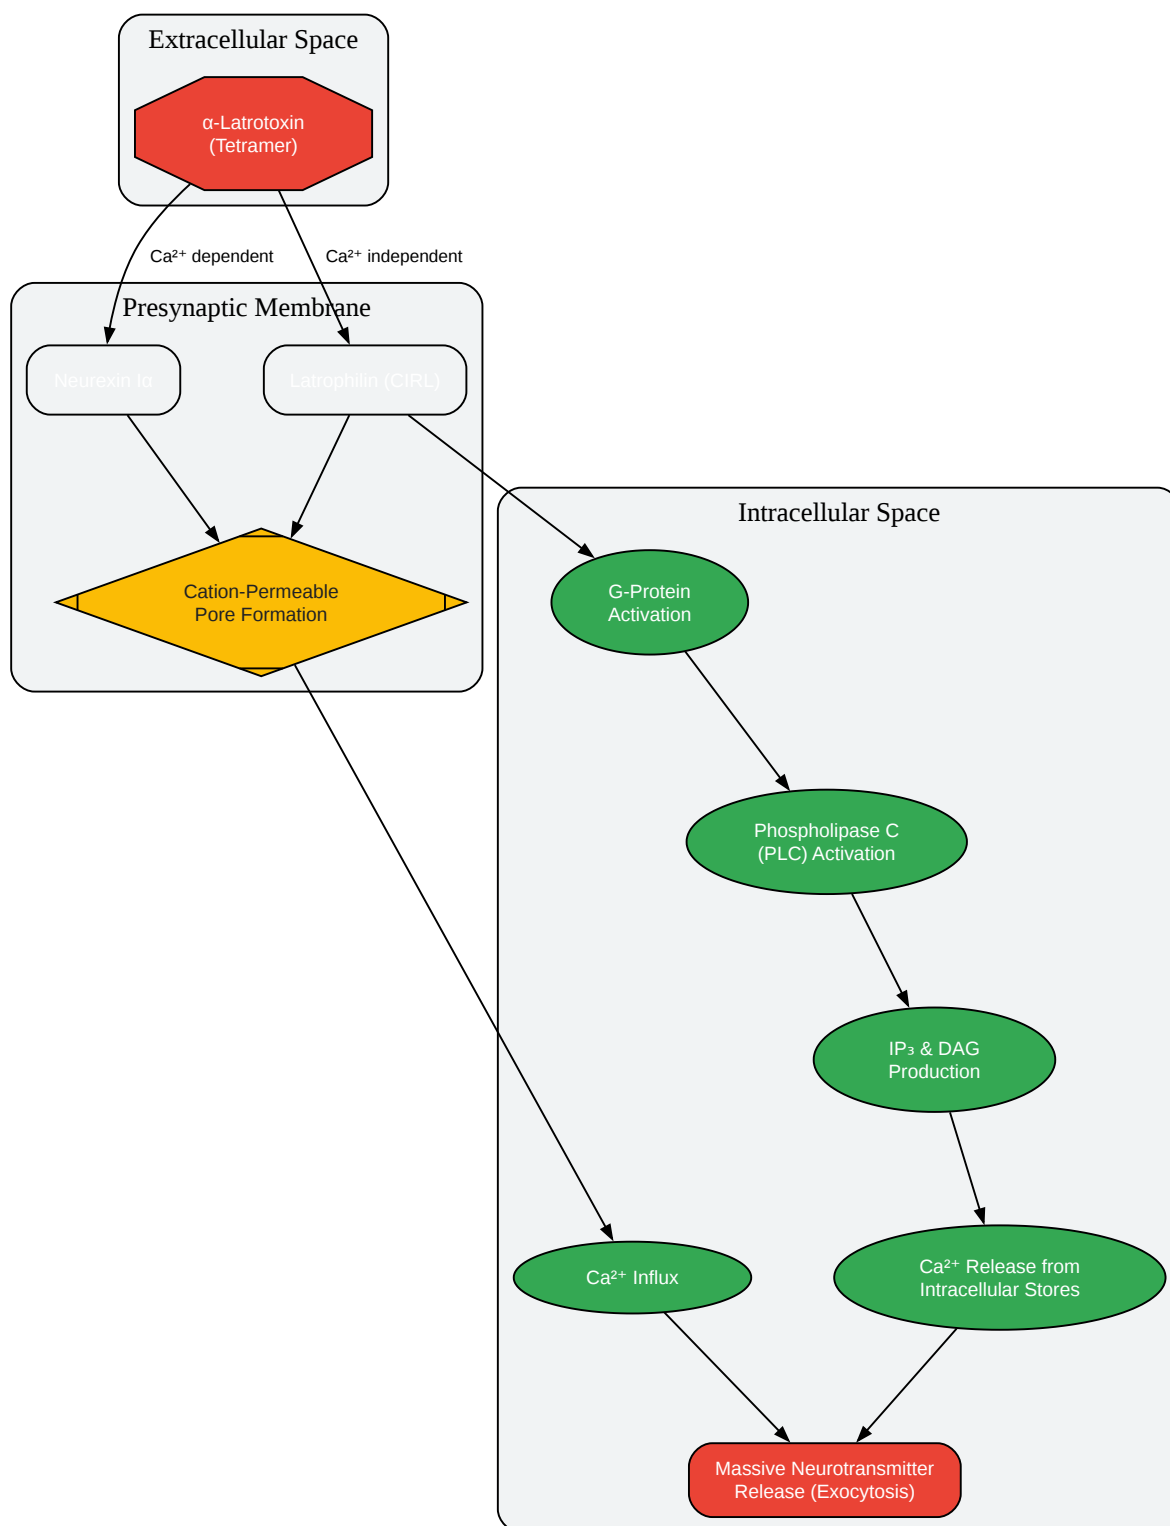 Extracellular Space
α-Latrotoxin
(Tetramer)
Ca²⁺ dependent
Ca²⁺ independent
Presynaptic Membrane
Neurexin Iα
Latrophilin (CIRL)
Cation-Permeable
Pore Formation
Intracellular Space
G-Protein
Activation
Phospholipase C
(PLC) Activation
IP₃ & DAG
Production
Ca²⁺ Influx
Ca²⁺ Release from
Intracellular Stores
Massive Neurotransmitter
Release (Exocytosis)